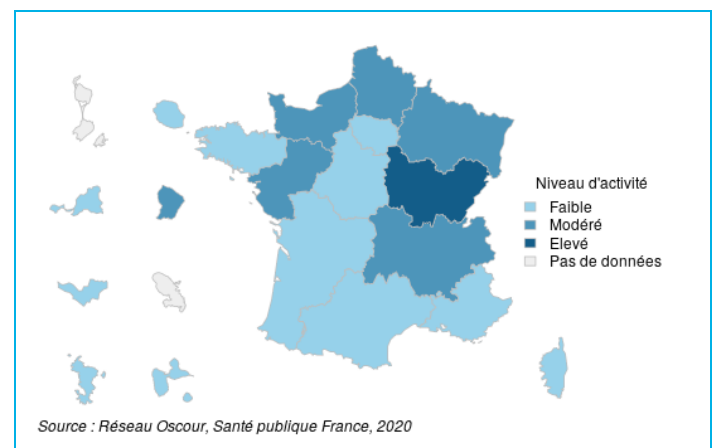 Niveau d'activité
Faible
Modéré
Elevé
Pas de données
Source : Réseau Oscour, Santé publique France, 2020